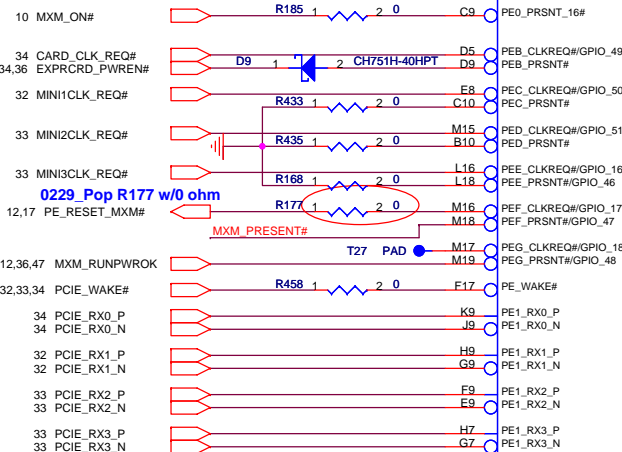 10 MXM_ON# R185 1 2 0 C9 PE0_PRSNT_16#
34 CARD_CLK_REQ# D5 PEB_CLKREQ#/GPIO_49
34,36 EXPRCRD_PWREN# D9 1 2 CH751H-40HPT D9 PEB_PRSNT#
32 MINI1CLK_REQ# E8 PEC_CLKREQ#/GPIO_50
R433 1 2 0 C10 PEC_PRSNT#
33 MINI2CLK_REQ# M15 PED_CLKREQ#/GPIO_51
R435 1 2 0 B10 PED_PRSNT#
33 MINI3CLK_REQ# L16 PEE_CLKREQ#/GPIO_16
R168 1 2 0 L18 PEE_PRSNT#/GPIO_46
0229_Pop R177 w/0 ohm
12,17 PE_RESET_MXM# R177 1 2 0 M16 PEF_CLKREQ#/GPIO_17
MXM_PRESENT# M18 PEF_PRSNT#/GPIO_47
T27 PAD M17 PEG_CLKREQ#/GPIO_18
12,36,47 MXM_RUNPWROK M19 PEG_PRSNT#/GPIO_48
32,33,34 PCIE_WAKE# R458 1 2 0 F17 PE_WAKE#
34 PCIE_RX0_P K9 PE1_RX0_P
34 PCIE_RX0_N J9 PE1_RX0_N
32 PCIE_RX1_P H9 PE1_RX1_P
32 PCIE_RX1_N G9 PE1_RX1_N
33 PCIE_RX2_P F9 PE1_RX2_P
33 PCIE_RX2_N E9 PE1_RX2_N
33 PCIE_RX3_P H7 PE1_RX3_P
33 PCIE_RX3_N G7 PE1_RX3_N